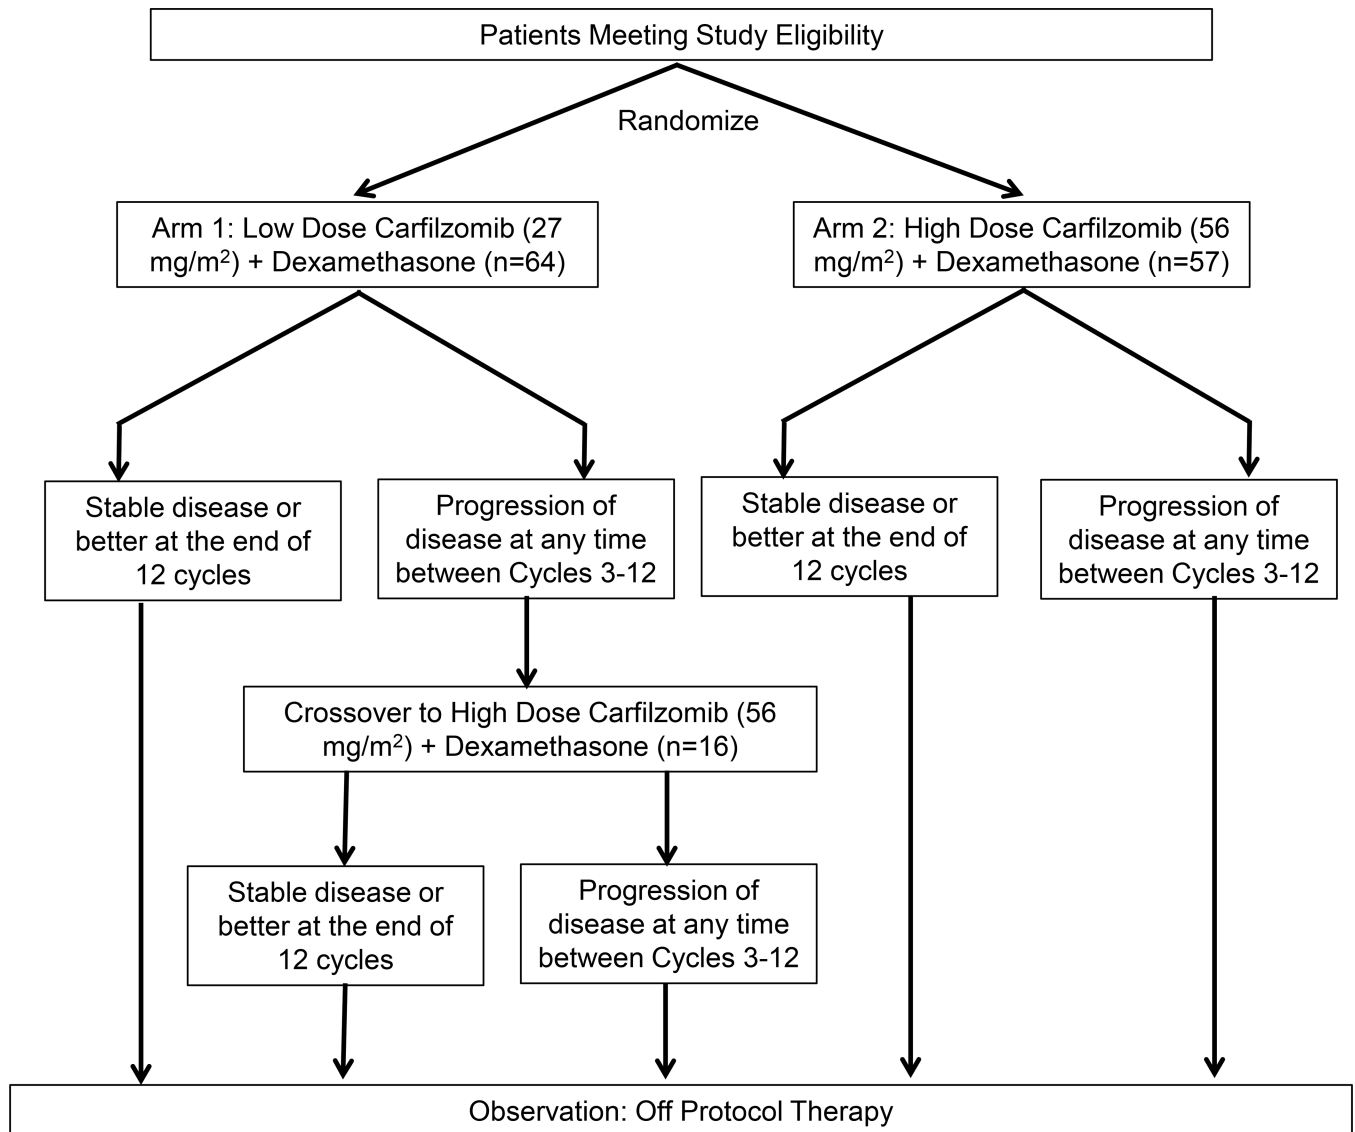 Patients Meeting Study Eligibility
Randomize
Arm 1: Low Dose Carfilzomib (27
mg/m²) + Dexamethasone (n=64)
Arm 2: High Dose Carfilzomib (56
mg/m²) + Dexamethasone (n=57)
Stable disease or
better at the end of
12 cycles
Progression of
disease at any time
between Cycles 3-12
Stable disease or
better at the end of
12 cycles
Progression of
disease at any time
between Cycles 3-12
Crossover to High Dose Carfilzomib (56
mg/m²) + Dexamethasone (n=16)
Stable disease or
better at the end of
12 cycles
Progression of
disease at any time
between Cycles 3-12
Observation: Off Protocol Therapy